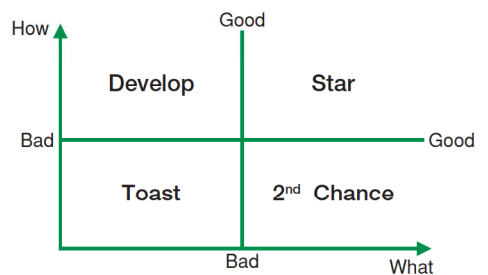 Good
How
Develop
Star
Bad
Good
Toast
2nd Chance
Bad
What